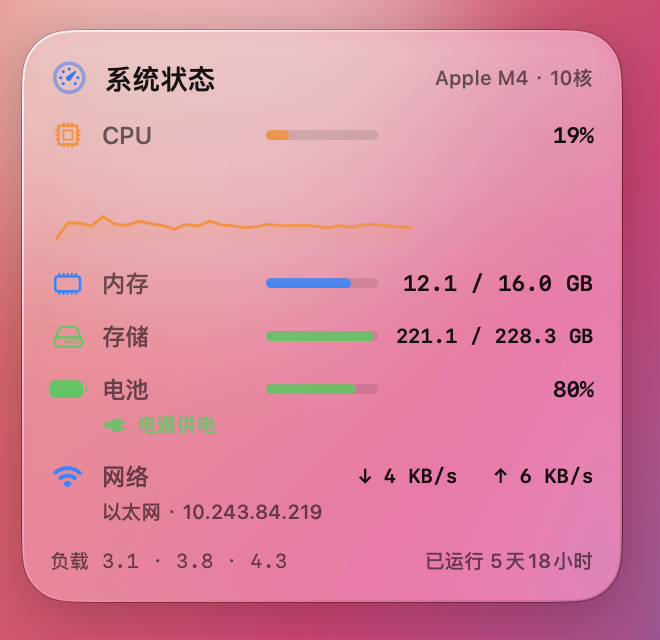 系统状态 Apple M4 · 10核
CPU 19%
内存 12.1 / 16.0 GB
存储 221.1 / 228.3 GB
电池 80%
电源供电
网络 ↓ 4 KB/s ↑ 6 KB/s
以太网 · 10.243.84.219
负载 3.1 · 3.8 · 4.3 已运行 5天18小时